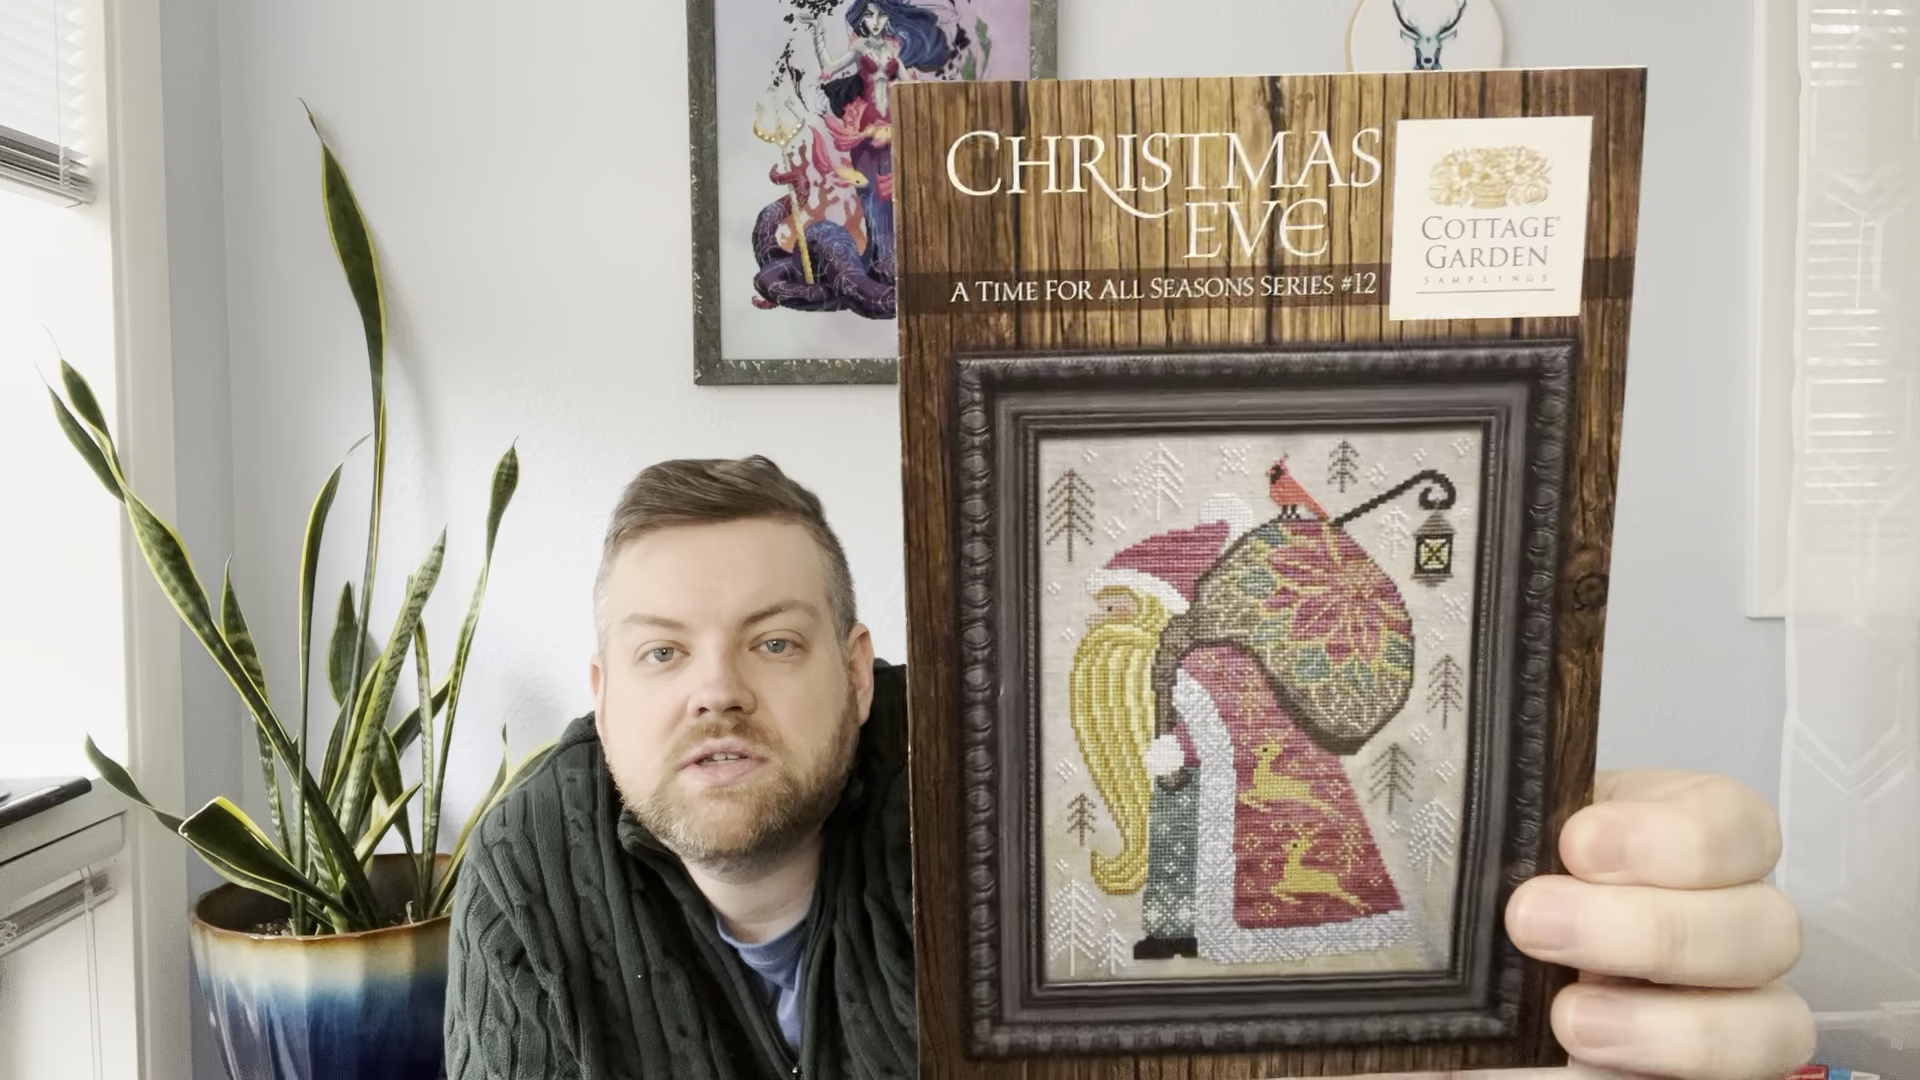 CHRISTMAS
EVE
A TIME FOR ALL SEASONS SERIES #12
COTTAGE
GARDEN
SAMPLINGS